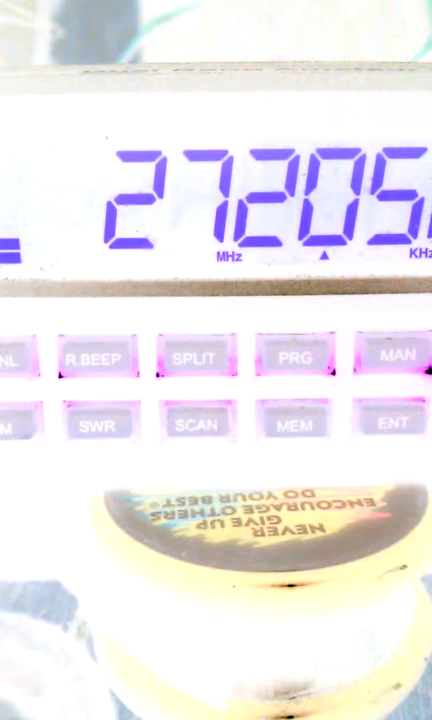 27205
MHz ▲ KHz
NL R.BEEP SPLIT PRG MAN
M SWR SCAN MEM ENT
NEVER
GIVE UP
ENCOURAGE OTHERS
DO YOUR BEST®